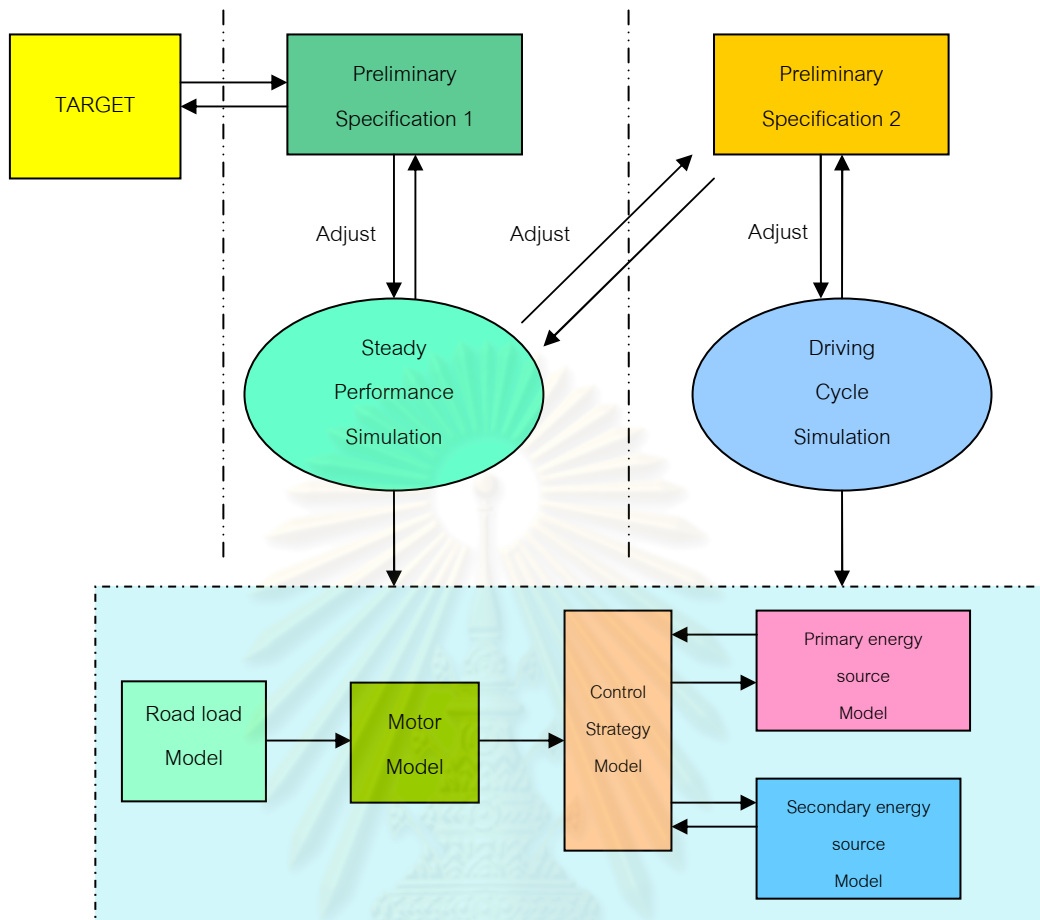 TARGET
Preliminary
Specification 1
Preliminary
Specification 2
Adjust
Adjust
Adjust
Steady
Performance
Simulation
Driving
Cycle
Simulation
Road load
Model
Motor
Model
Control
Strategy
Model
Primary energy
source
Model
Secondary energy
source
Model